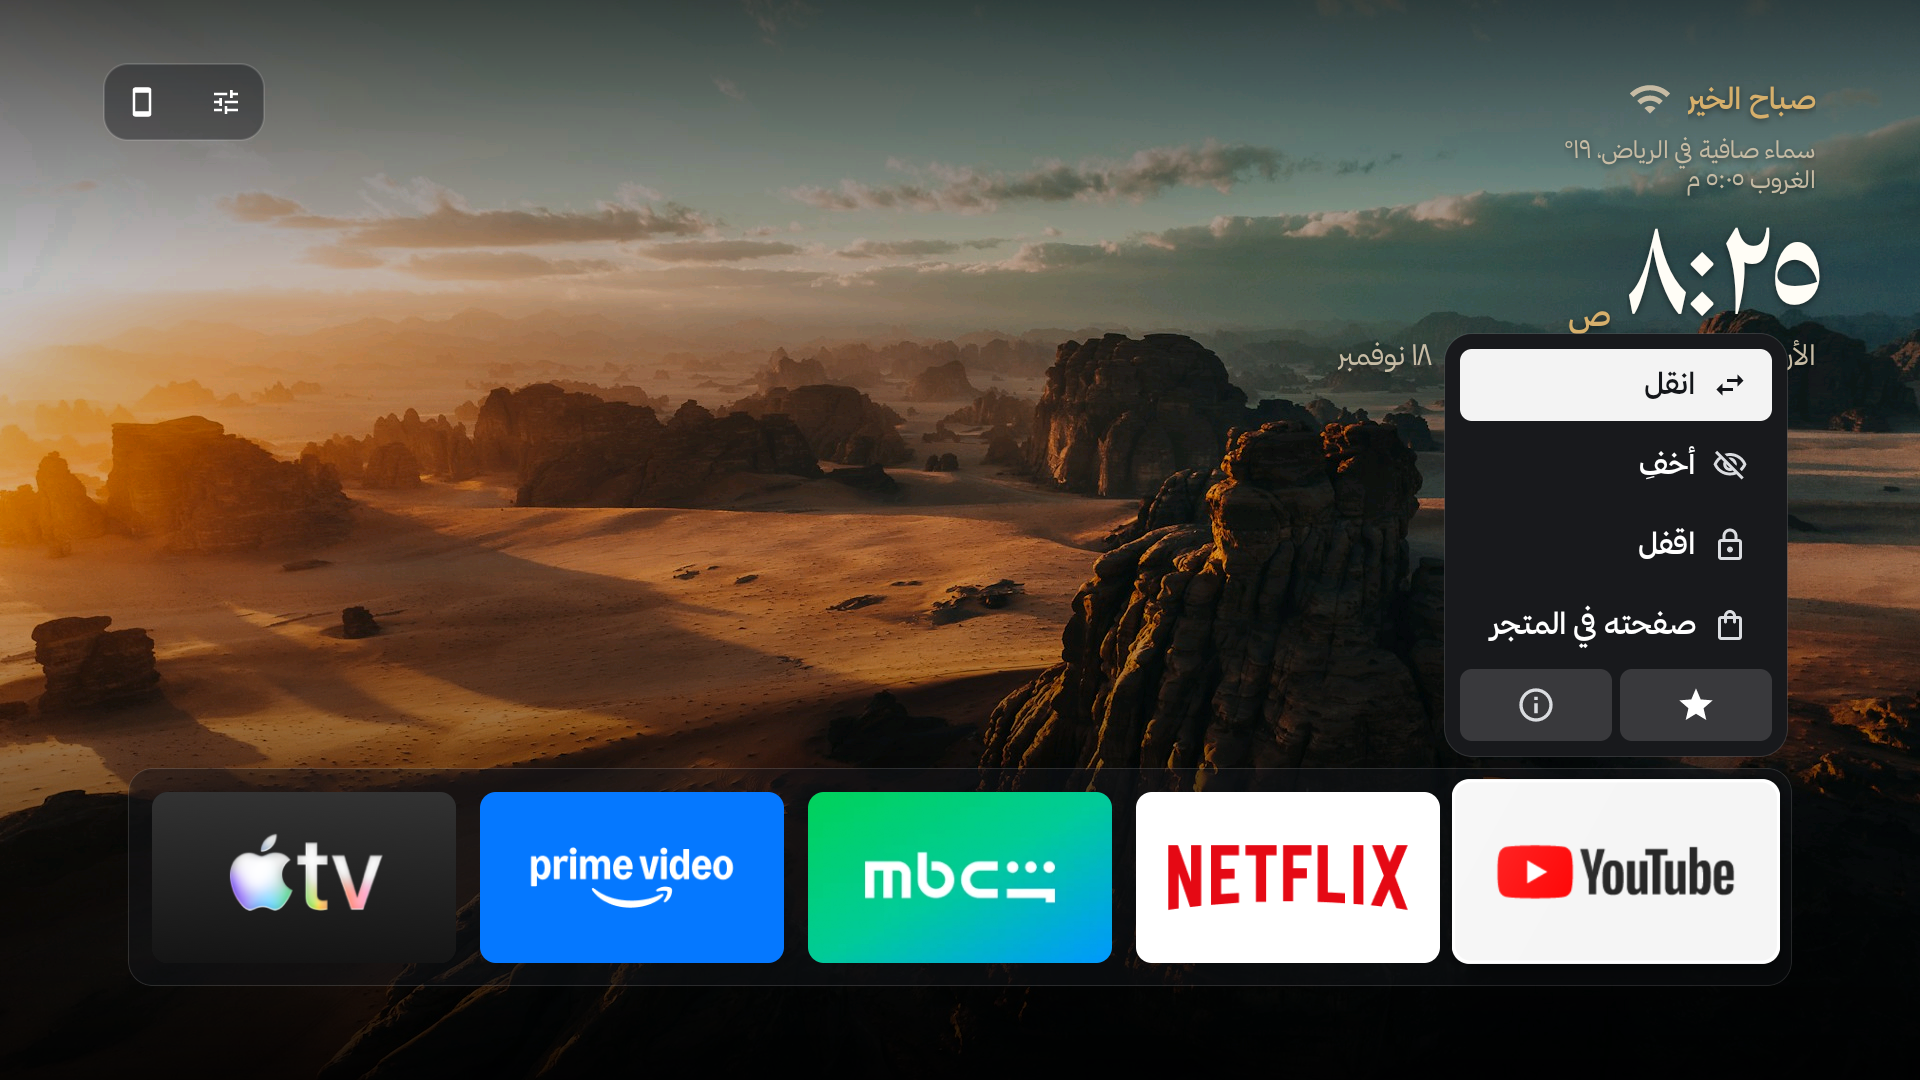 صباح الخير
سماء صافية في الرياض، ١٩°
الغروب ٥:٠٥ م
٨:٢٥ ص
١٨ نوفمبر
انقل
أخفِ
اقفل
صفحته في المتجر
YouTube
NETFLIX
mbc
prime video
tv